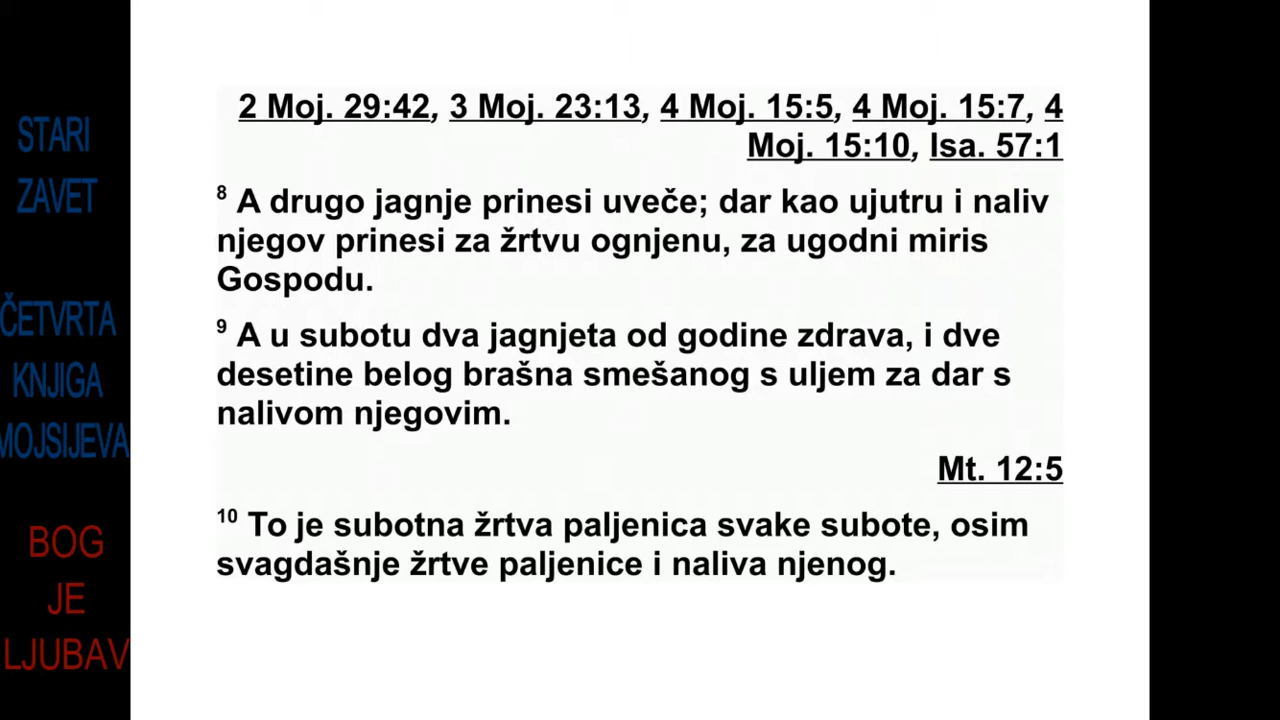 STARI
ZAVET
ČETVRTA
KNJIGA
MOJSIJEVA
BOG
JE
LJUBAV
2 Moj. 29:42, 3 Moj. 23:13, 4 Moj. 15:5, 4 Moj. 15:7, 4
Moj. 15:10, Isa. 57:1
8 A drugo jagnje prinesi uveče; dar kao ujutru i naliv
njegov prinesi za žrtvu ognjenu, za ugodni miris
Gospodu.
9 A u subotu dva jagnjeta od godine zdrava, i dve
desetine belog brašna smešanog s uljem za dar s
nalivom njegovim.
Mt. 12:5
10 To je subotna žrtva paljenica svake subote, osim
svagdašnje žrtve paljenice i naliva njenog.